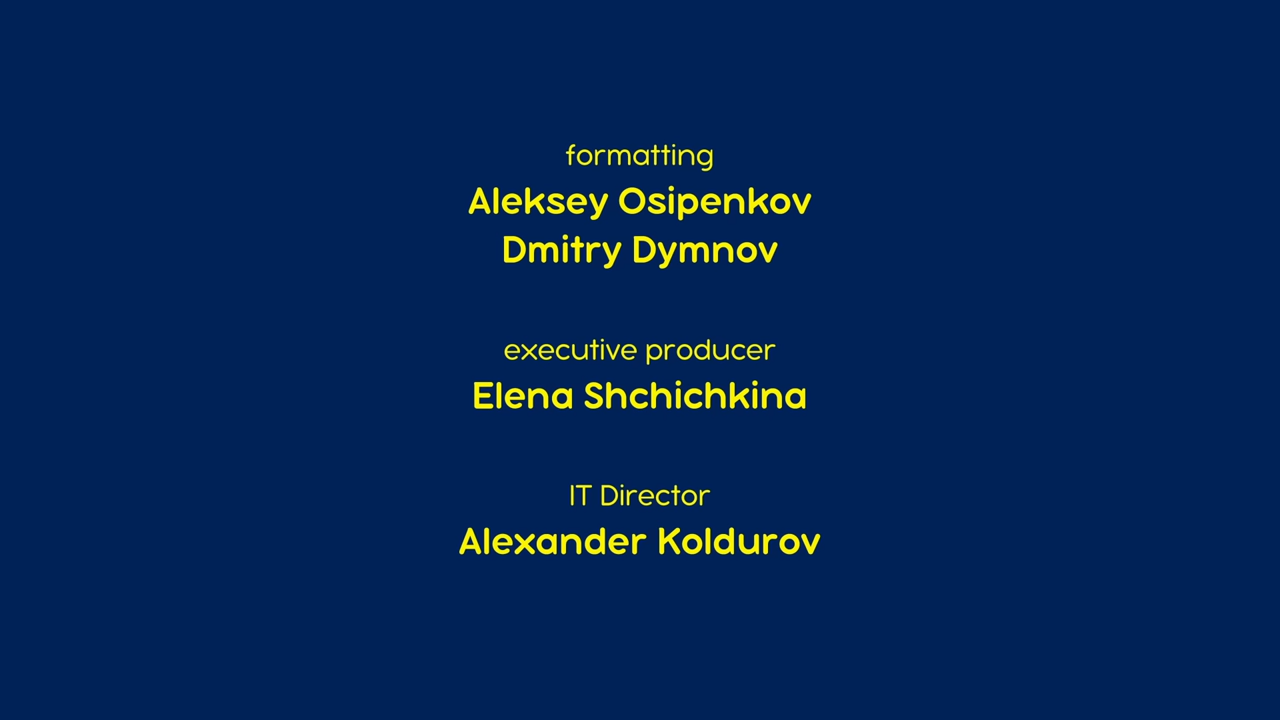 formatting
Aleksey Osipenkov
Dmitry Dymnov
executive producer
Elena Shchichkina
IT Director
Alexander Koldurov